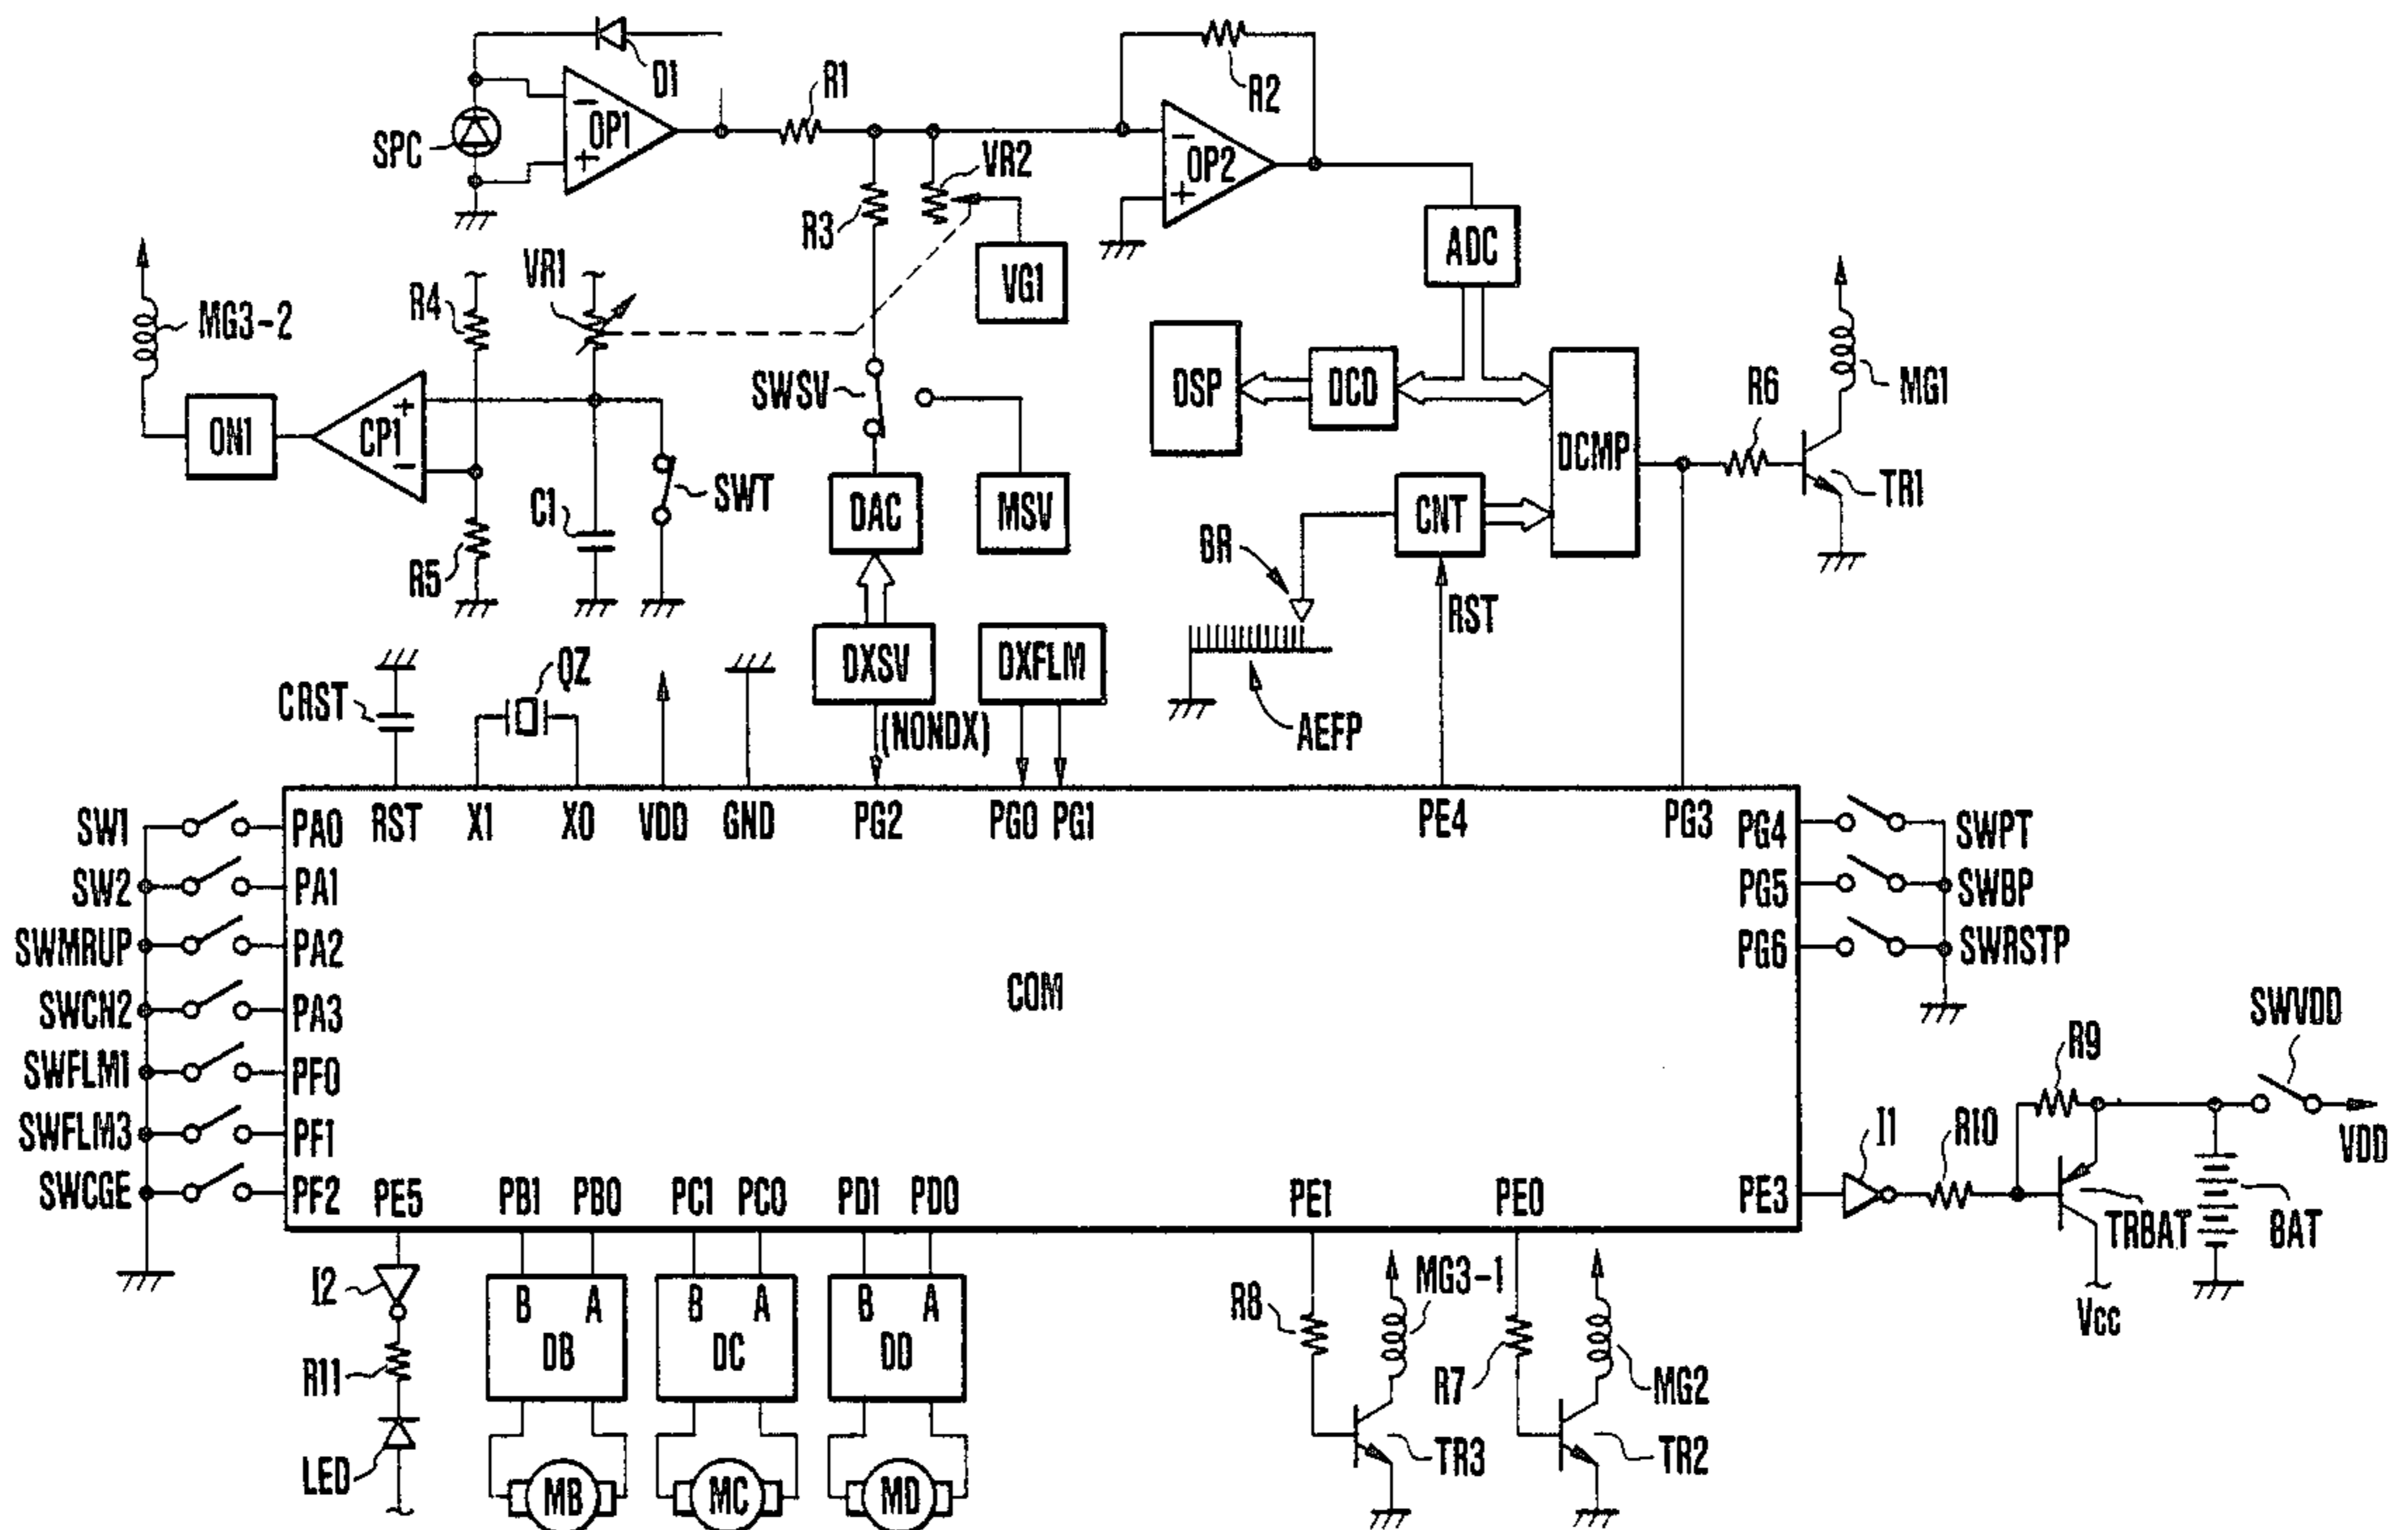 D1
R1
R2
SPC
−
OP1
+
VR2
−
OP2
+
R3
ADC
VG1
VR1
R4
MG3-2
SWSV
DSP
DCD
R6
MG1
ON1
CP1
+
−
DCMP
TR1
C1
SWT
DAC
MSV
CNT
GR
R5
RST
DXSV
DXFLM
QZ
CRST
(NONDX)
AEFP
SW1
PA0
RST
X1
X0
VDD
GND
PG2
PG0
PG1
PE4
PG3
PG4
SWPT
SW2
PA1
PG5
SWBP
SWMRUP
PA2
PG6
SWRSTP
SWCN2
PA3
COM
SWVDD
R9
SWFLM1
PF0
I1
R10
SWFLM3
PF1
VDD
SWCGE
PF2
PE5
PB1
PB0
PC1
PC0
PD1
PD0
PE1
PE0
PE3
TRBAT
BAT
I2
B
A
DB
B
A
DC
B
A
DD
R8
MG3-1
Vcc
R11
R7
MG2
LED
MB
MC
MD
TR3
TR2